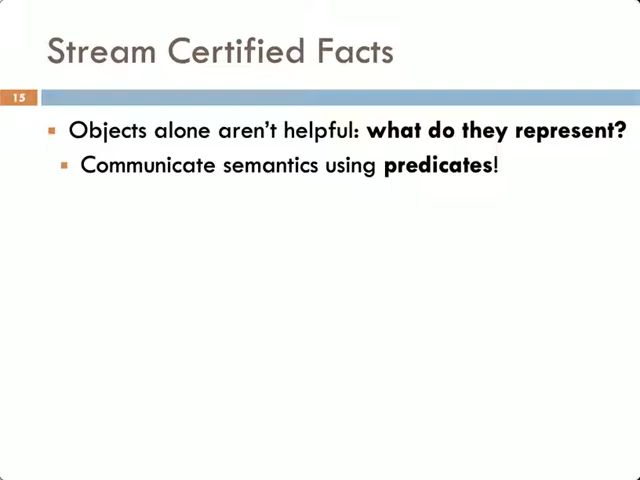 Stream Certified Facts
15
Objects alone aren't helpful: what do they represent?
Communicate semantics using predicates!